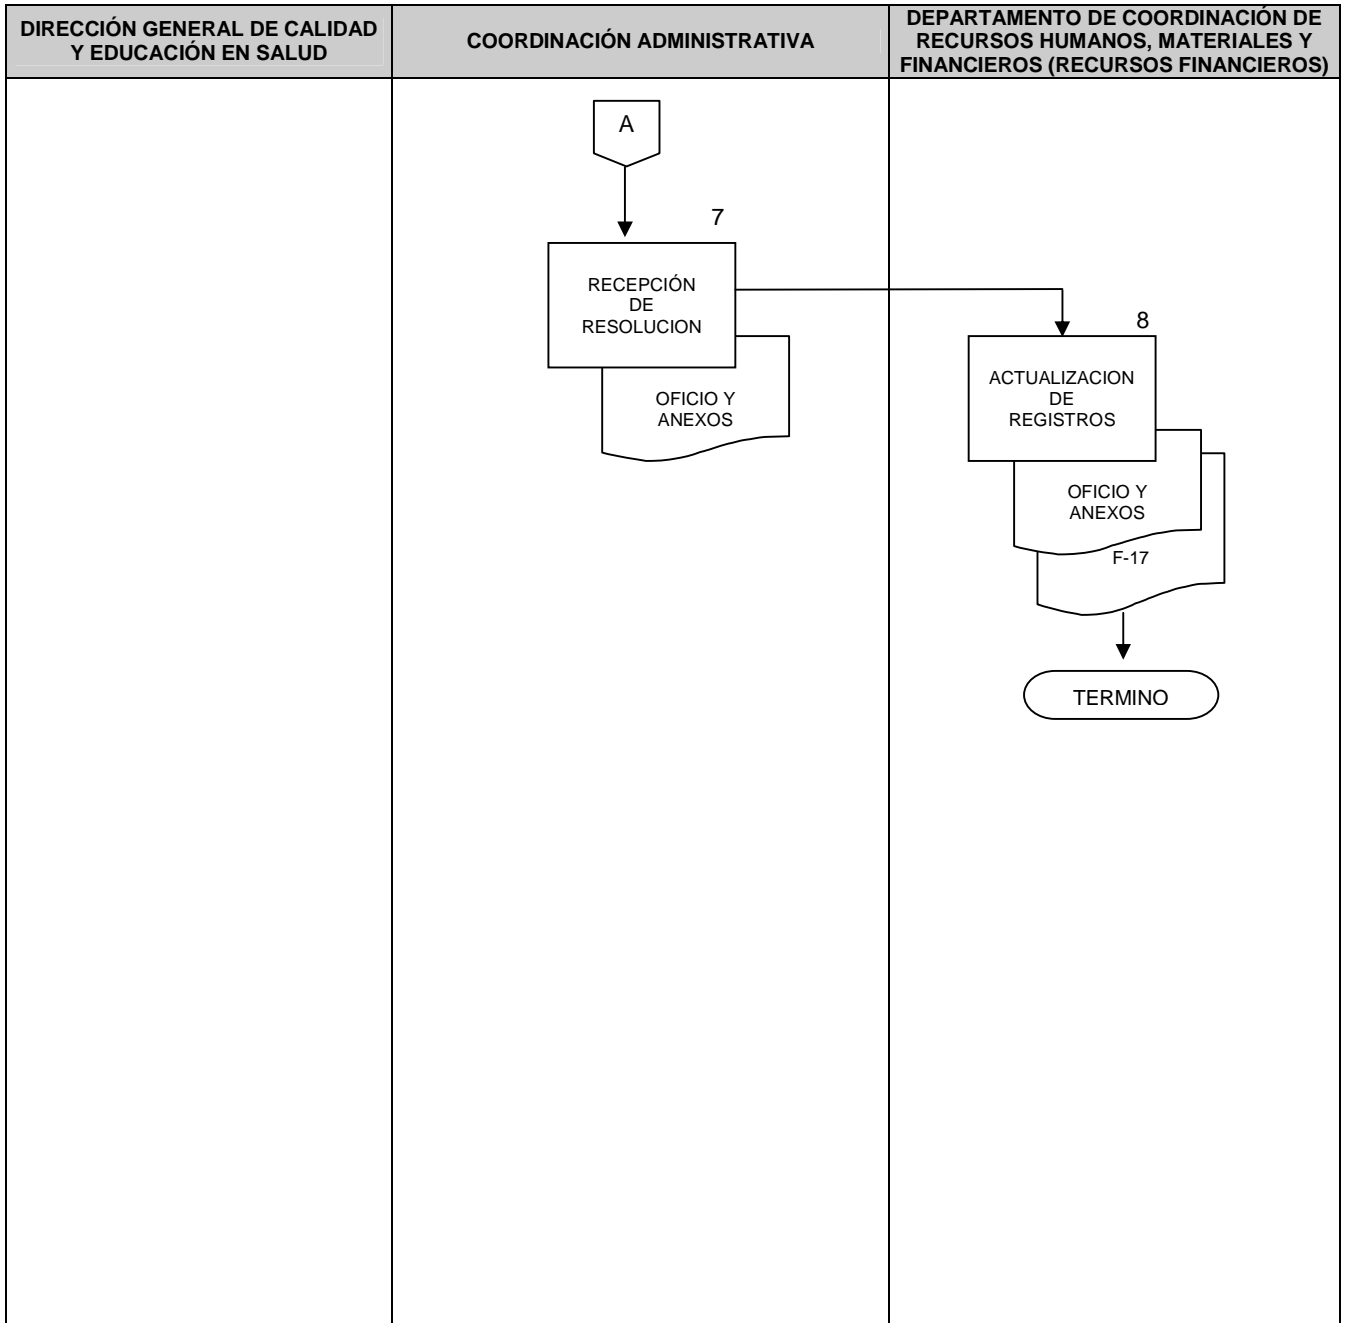 DIRECCIÓN GENERAL DE CALIDAD
Y EDUCACIÓN EN SALUD
COORDINACIÓN ADMINISTRATIVA
DEPARTAMENTO DE COORDINACIÓN DE
RECURSOS HUMANOS, MATERIALES Y
FINANCIEROS (RECURSOS FINANCIEROS)
A
7
RECEPCIÓN
DE
RESOLUCION
OFICIO Y
ANEXOS
8
ACTUALIZACION
DE
REGISTROS
OFICIO Y
ANEXOS
F-17
TERMINO